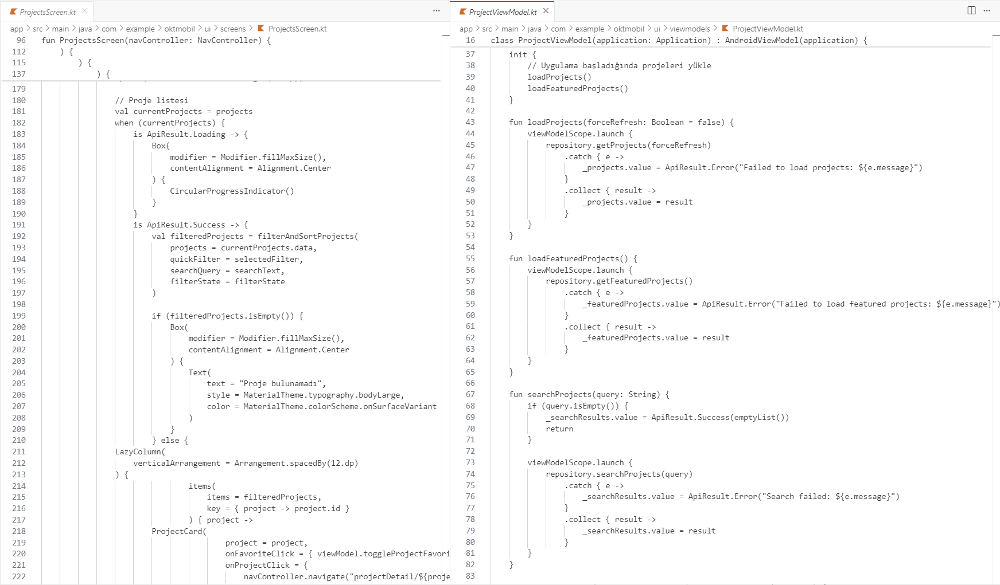 ProjectsScreen.kt
app > src > main > java > com > example > oktmobil > ui > screens > ProjectsScreen.kt
96 fun ProjectsScreen(navController: NavController) {
112 ) {
115 ) {
137 ) {
179
180 // Proje listesi
181 val currentProjects = projects
182 when (currentProjects) {
183 is ApiResult.Loading -> {
184 Box(
185 modifier = Modifier.fillMaxSize(),
186 contentAlignment = Alignment.Center
187 ) {
188 CircularProgressIndicator()
189 }
190 }
191 is ApiResult.Success -> {
192 val filteredProjects = filterAndSortProjects(
193 projects = currentProjects.data,
194 quickFilter = selectedFilter,
195 searchQuery = searchText,
196 filterState = filterState
197 )
198
199 if (filteredProjects.isEmpty()) {
200 Box(
201 modifier = Modifier.fillMaxSize(),
202 contentAlignment = Alignment.Center
203 ) {
204 Text(
205 text = "Proje bulunamadı",
206 style = MaterialTheme.typography.bodyLarge,
207 color = MaterialTheme.colorScheme.onSurfaceVariant
208 )
209 }
210 } else {
211 LazyColumn(
212 verticalArrangement = Arrangement.spacedBy(12.dp)
213 ) {
214 items(
215 items = filteredProjects,
216 key = { project -> project.id }
217 ) { project ->
218 ProjectCard(
219 project = project,
220 onFavoriteClick = { viewModel.toggleProjectFavori
221 onProjectClick = {
222 navController.navigate("projectDetail/${proje
ProjectViewModel.kt
app > src > main > java > com > example > oktmobil > ui > viewmodels > ProjectViewModel.kt
16 class ProjectViewModel(application: Application) : AndroidViewModel(application) {
37 init {
38 // Uygulama başladığında projeleri yükle
39 loadProjects()
40 loadFeaturedProjects()
41 }
42
43 fun loadProjects(forceRefresh: Boolean = false) {
44 viewModelScope.launch {
45 repository.getProjects(forceRefresh)
46 .catch { e ->
47 _projects.value = ApiResult.Error("Failed to load projects: ${e.message}")
48 }
49 .collect { result ->
50 _projects.value = result
51 }
52 }
53 }
54
55 fun loadFeaturedProjects() {
56 viewModelScope.launch {
57 repository.getFeaturedProjects()
58 .catch { e ->
59 _featuredProjects.value = ApiResult.Error("Failed to load featured projects: ${e.message}")
60 }
61 .collect { result ->
62 _featuredProjects.value = result
63 }
64 }
65 }
66
67 fun searchProjects(query: String) {
68 if (query.isEmpty()) {
69 _searchResults.value = ApiResult.Success(emptyList())
70 return
71 }
72
73 viewModelScope.launch {
74 repository.searchProjects(query)
75 .catch { e ->
76 _searchResults.value = ApiResult.Error("Search failed: ${e.message}")
77 }
78 .collect { result ->
79 _searchResults.value = result
80 }
81 }
82 }
83